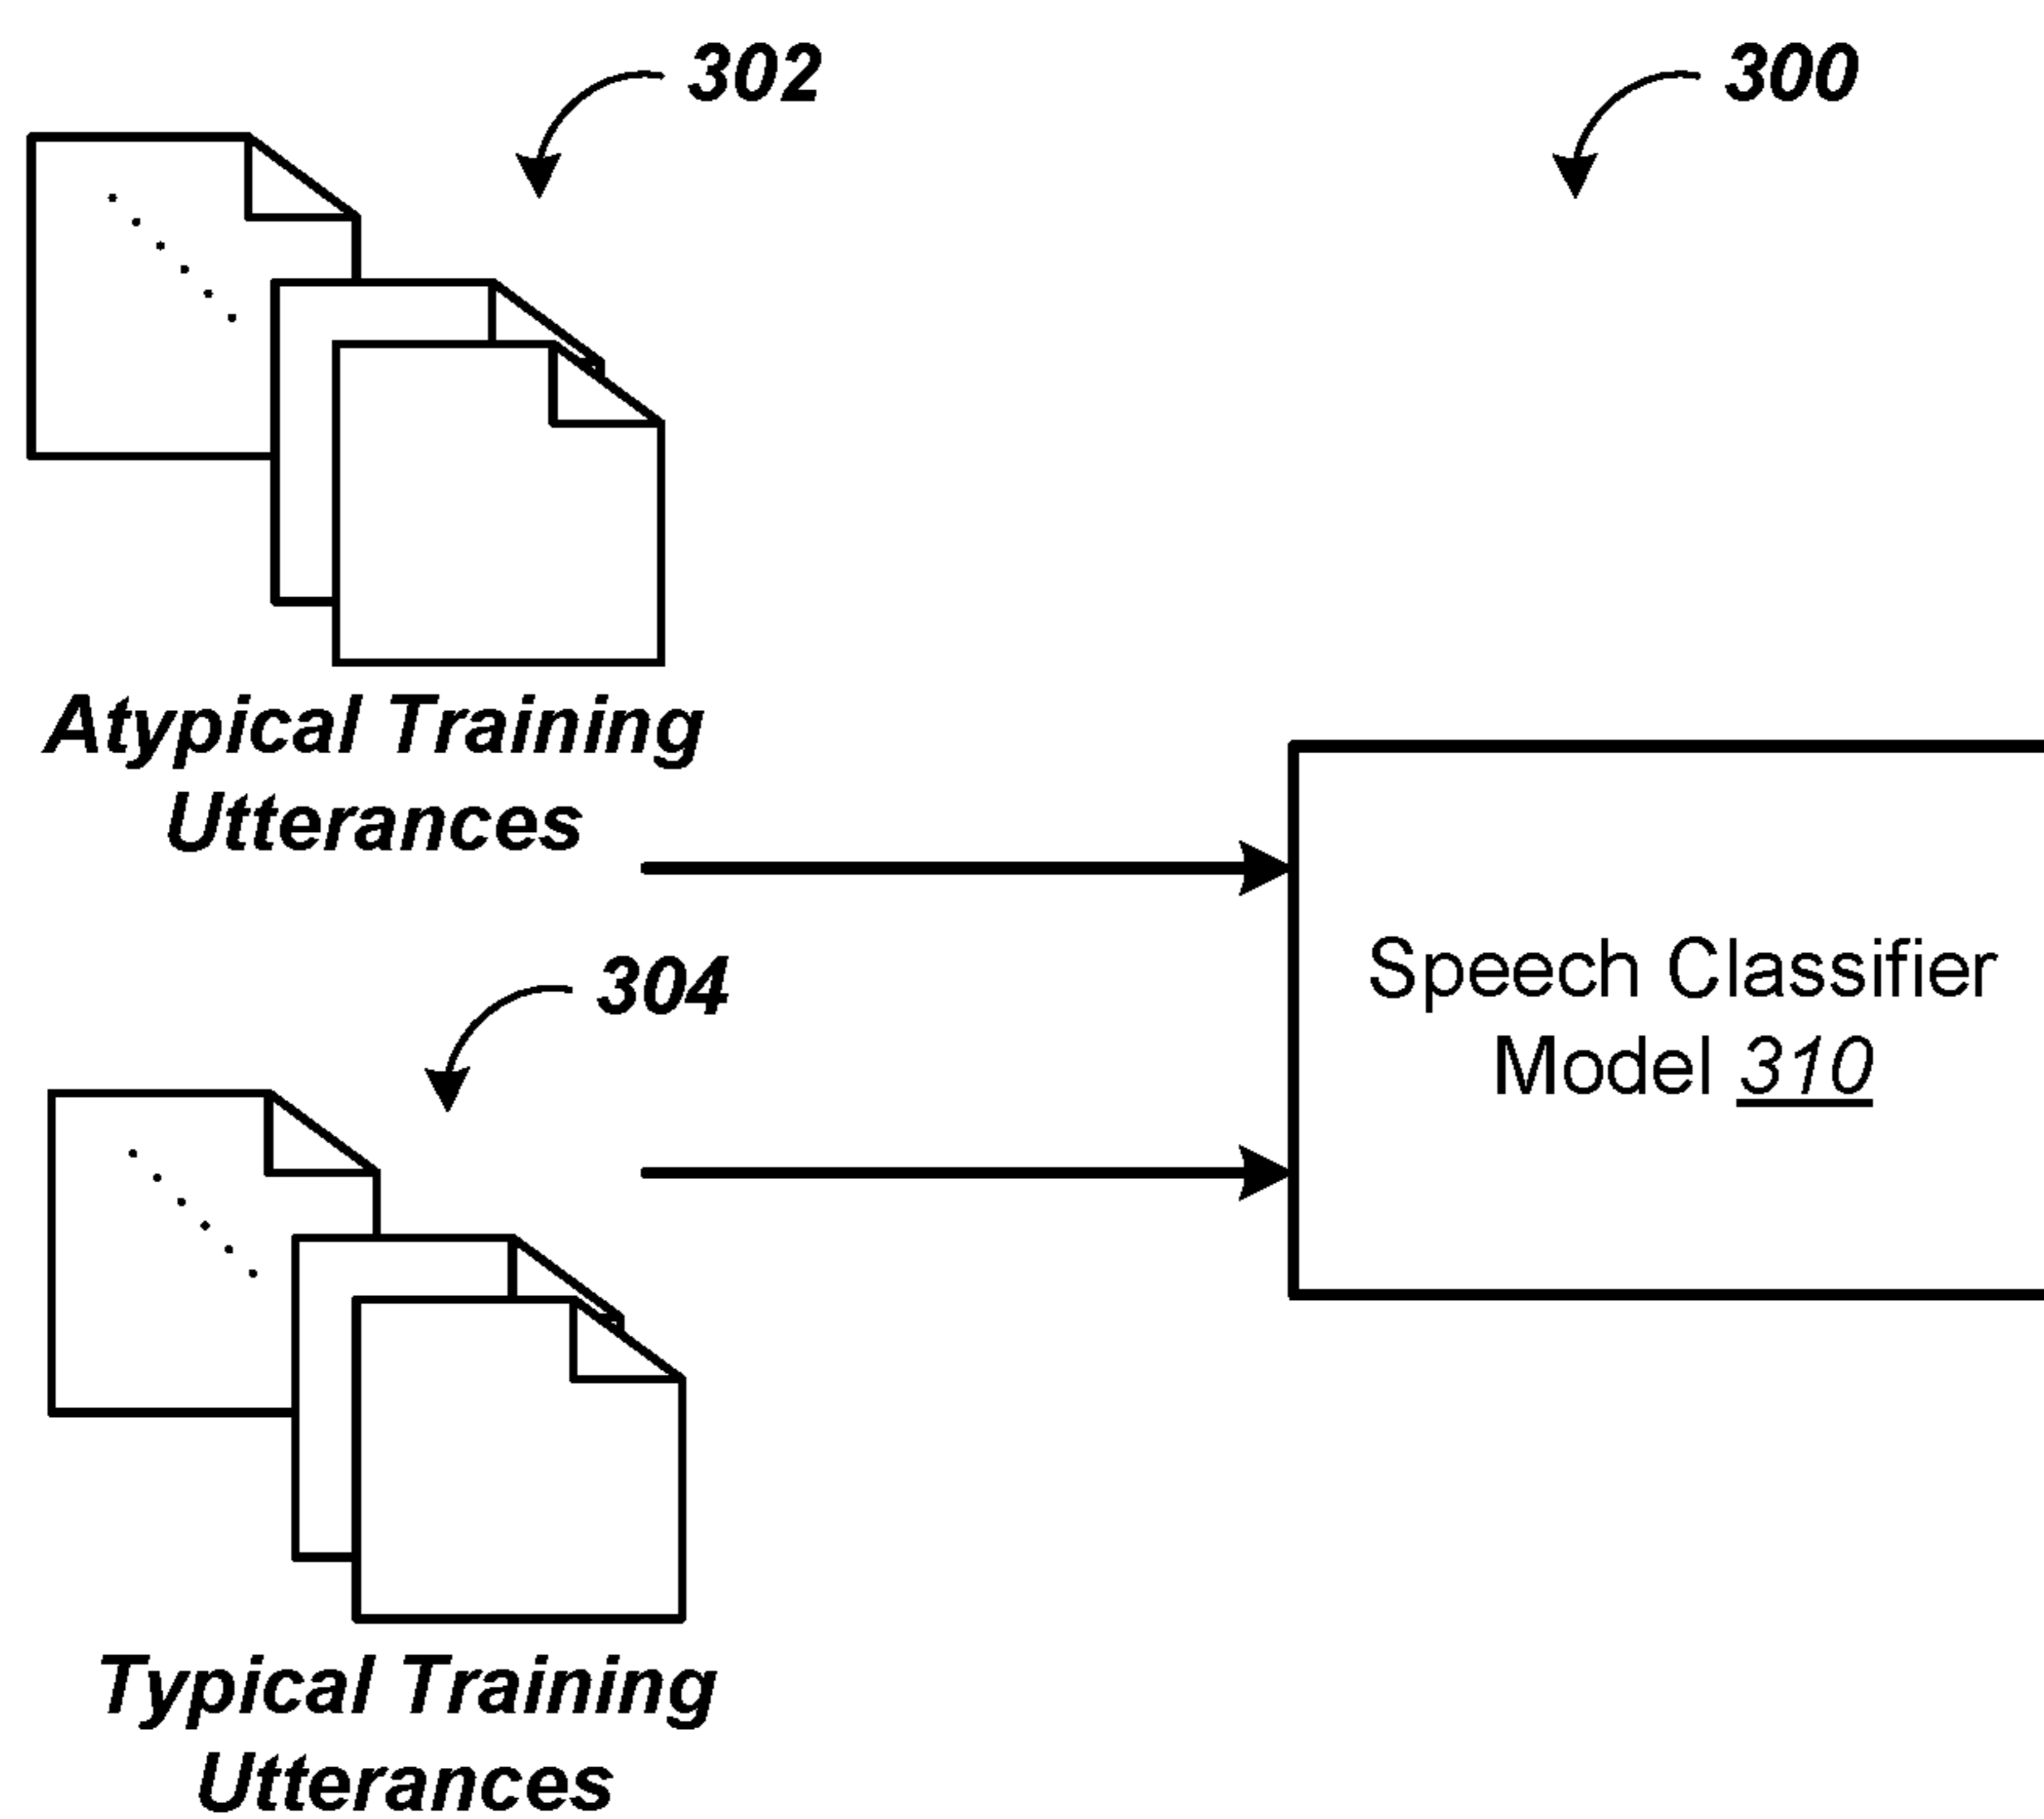 302
300
Atypical Training
Utterances
304
Speech Classifier
Model 310
Typical Training
Utterances